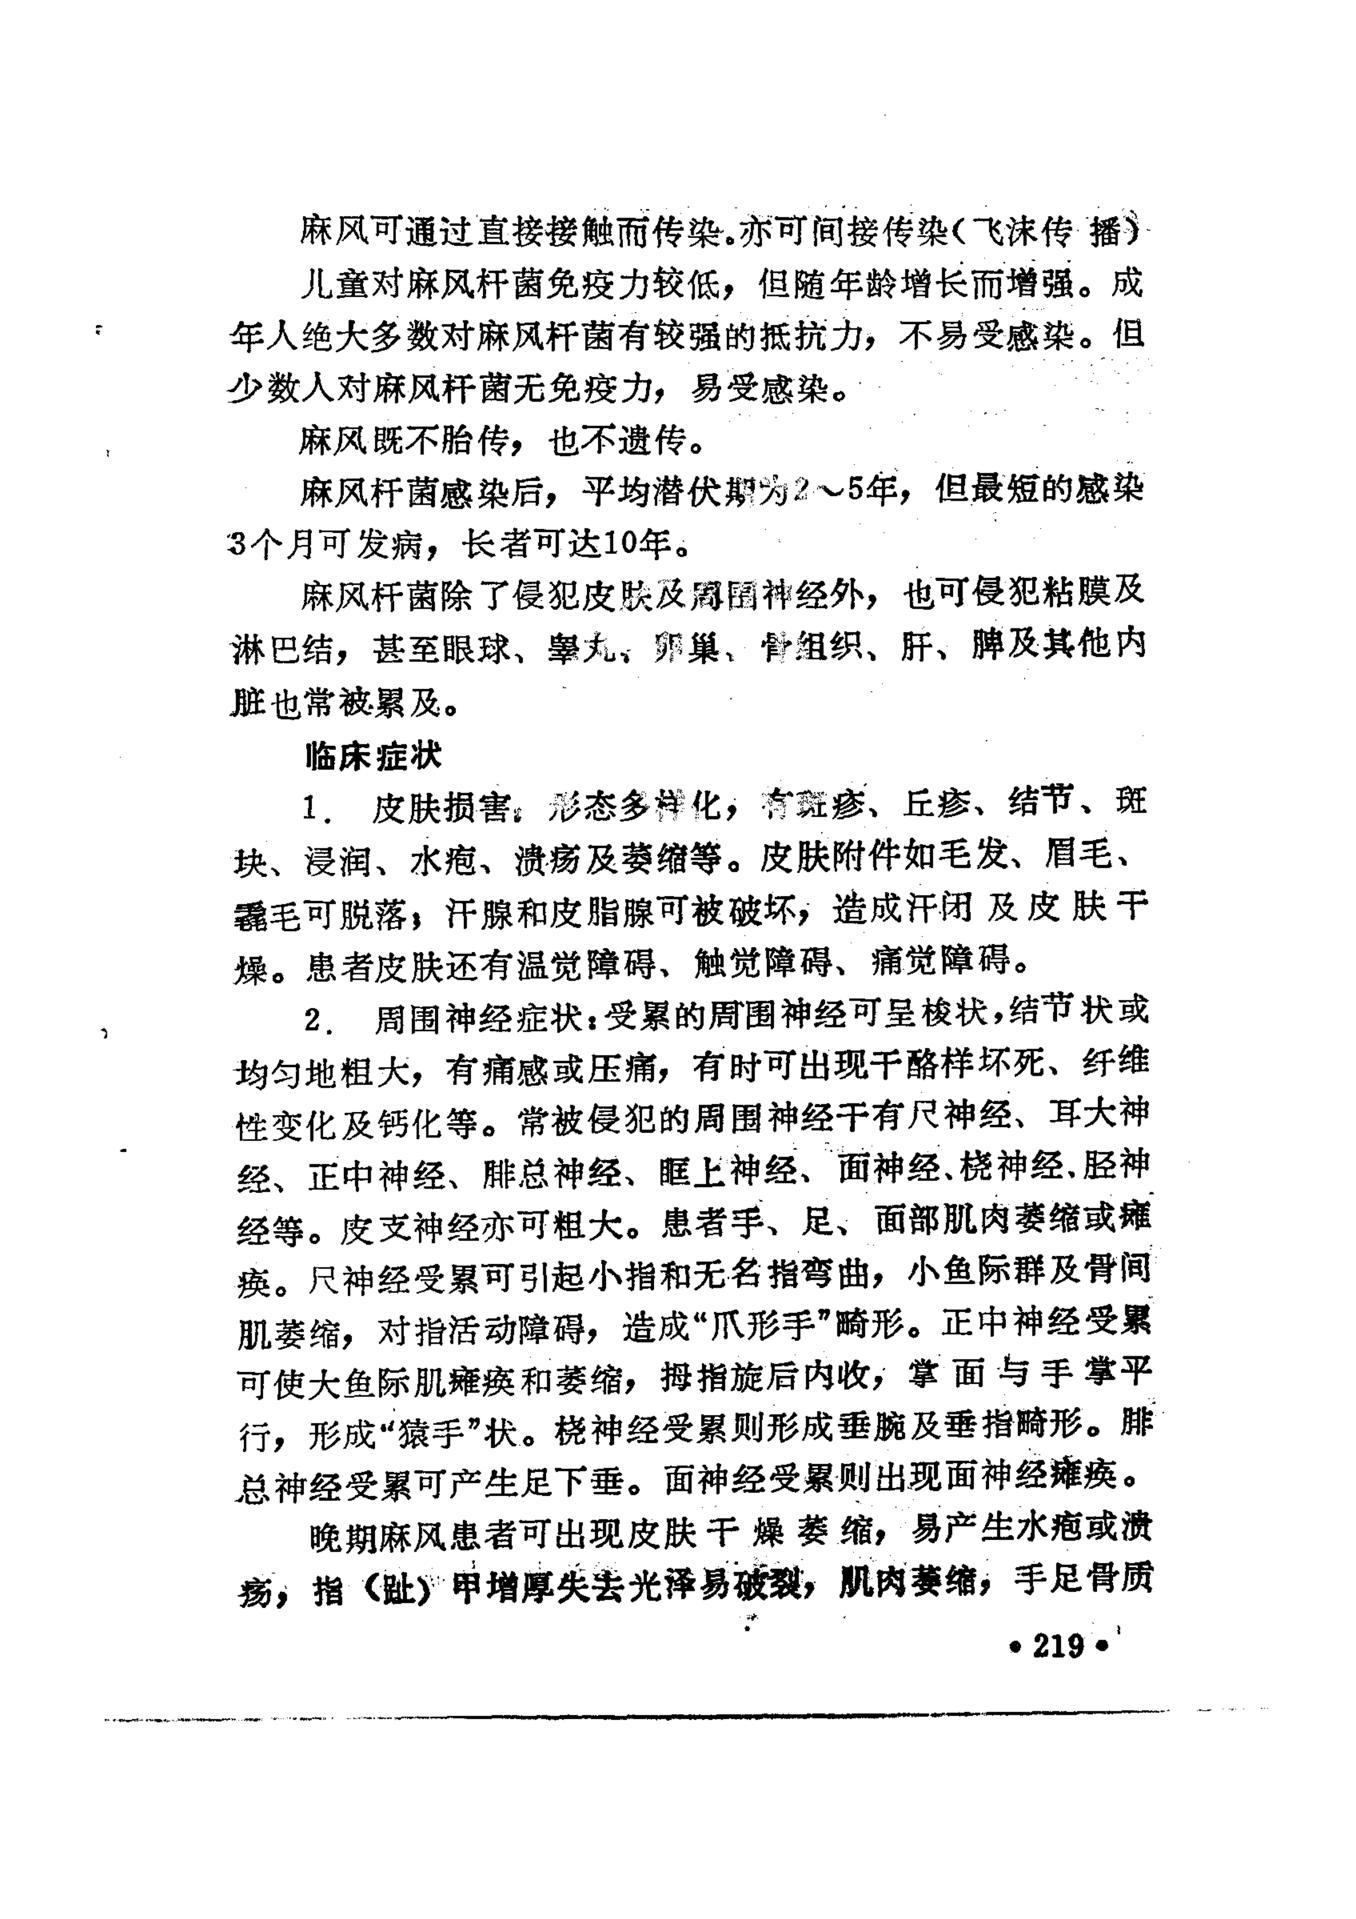 麻风可通过直接接触而传染。亦可间接传染(飞沫传播)
儿童对麻风杆菌免疫力较低，但随年龄增长而增强。成
年人绝大多数对麻风杆菌有较强的抵抗力，不易受感染。但
少数人对麻风杆菌无免疫力，易受感染。
麻风既不胎传，也不遗传。
麻风杆菌感染后，平均潜伏期为2～5年，但最短的感染
3个月可发病，长者可达10年。
麻风杆菌除了侵犯皮肤及周围神经外，也可侵犯粘膜及
淋巴结，甚至眼球、睾丸、卵巢、骨组织、肝、脾及其他内
脏也常被累及。
临床症状
1. 皮肤损害：形态多样化，有斑疹、丘疹、结节、斑
块、浸润、水疱、溃疡及萎缩等。皮肤附件如毛发、眉毛、
毳毛可脱落；汗腺和皮脂腺可被破坏，造成汗闭及皮肤干
燥。患者皮肤还有温觉障碍、触觉障碍、痛觉障碍。
2. 周围神经症状：受累的周围神经可呈梭状，结节状或
均匀地粗大，有痛感或压痛，有时可出现干酪样坏死、纤维
性变化及钙化等。常被侵犯的周围神经干有尺神经、耳大神
经、正中神经、腓总神经、眶上神经、面神经、桡神经、胫神
经等。皮支神经亦可粗大。患者手、足、面部肌肉萎缩或瘫
痪。尺神经受累可引起小指和无名指弯曲，小鱼际群及骨间
肌萎缩，对指活动障碍，造成“爪形手”畸形。正中神经受累
可使大鱼际肌瘫痪和萎缩，拇指旋后内收，掌面与手掌平
行，形成“猿手”状。桡神经受累则形成垂腕及垂指畸形。腓
总神经受累可产生足下垂。面神经受累则出现面神经瘫痪。
晚期麻风患者可出现皮肤干燥萎缩，易产生水疱或溃
疡，指（趾）甲增厚失去光泽易破裂，肌肉萎缩，手足骨质
• 219 •